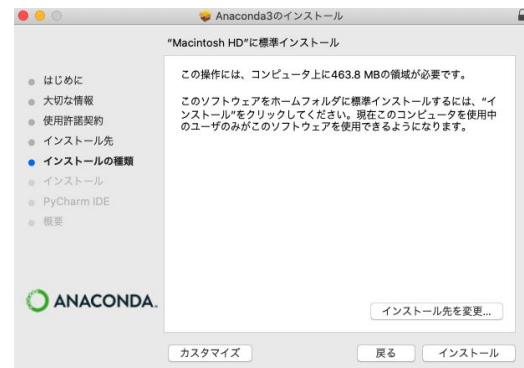 Anaconda3のインストール
"Macintosh HD"に標準インストール
はじめに
大切な情報
使用許諾契約
インストール先
インストールの種類
インストール
PyCharm IDE
概要
この操作には、コンピュータ上に463.8 MBの領域が必要です。
このソフトウェアをホームフォルダに標準インストールするには、"イ
ンストール"をクリックしてください。現在このコンピュータを使用中
のユーザのみがこのソフトウェアを使用できるようになります。
ANACONDA.
インストール先を変更...
カスタマイズ
戻る
インストール